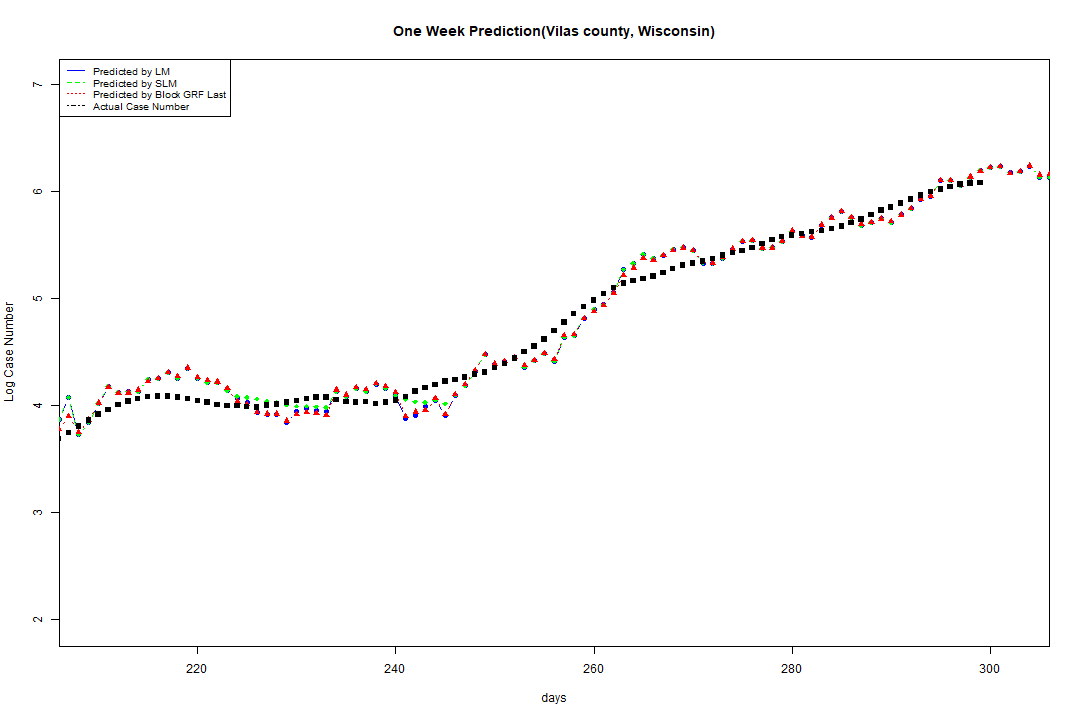 One Week Prediction(Vilas county, Wisconsin)
Predicted by LM
Predicted by SLM
Predicted by Block GRF Last
Actual Case Number
7
6
5
4
3
2
Log Case Number
220 240 260 280 300
days